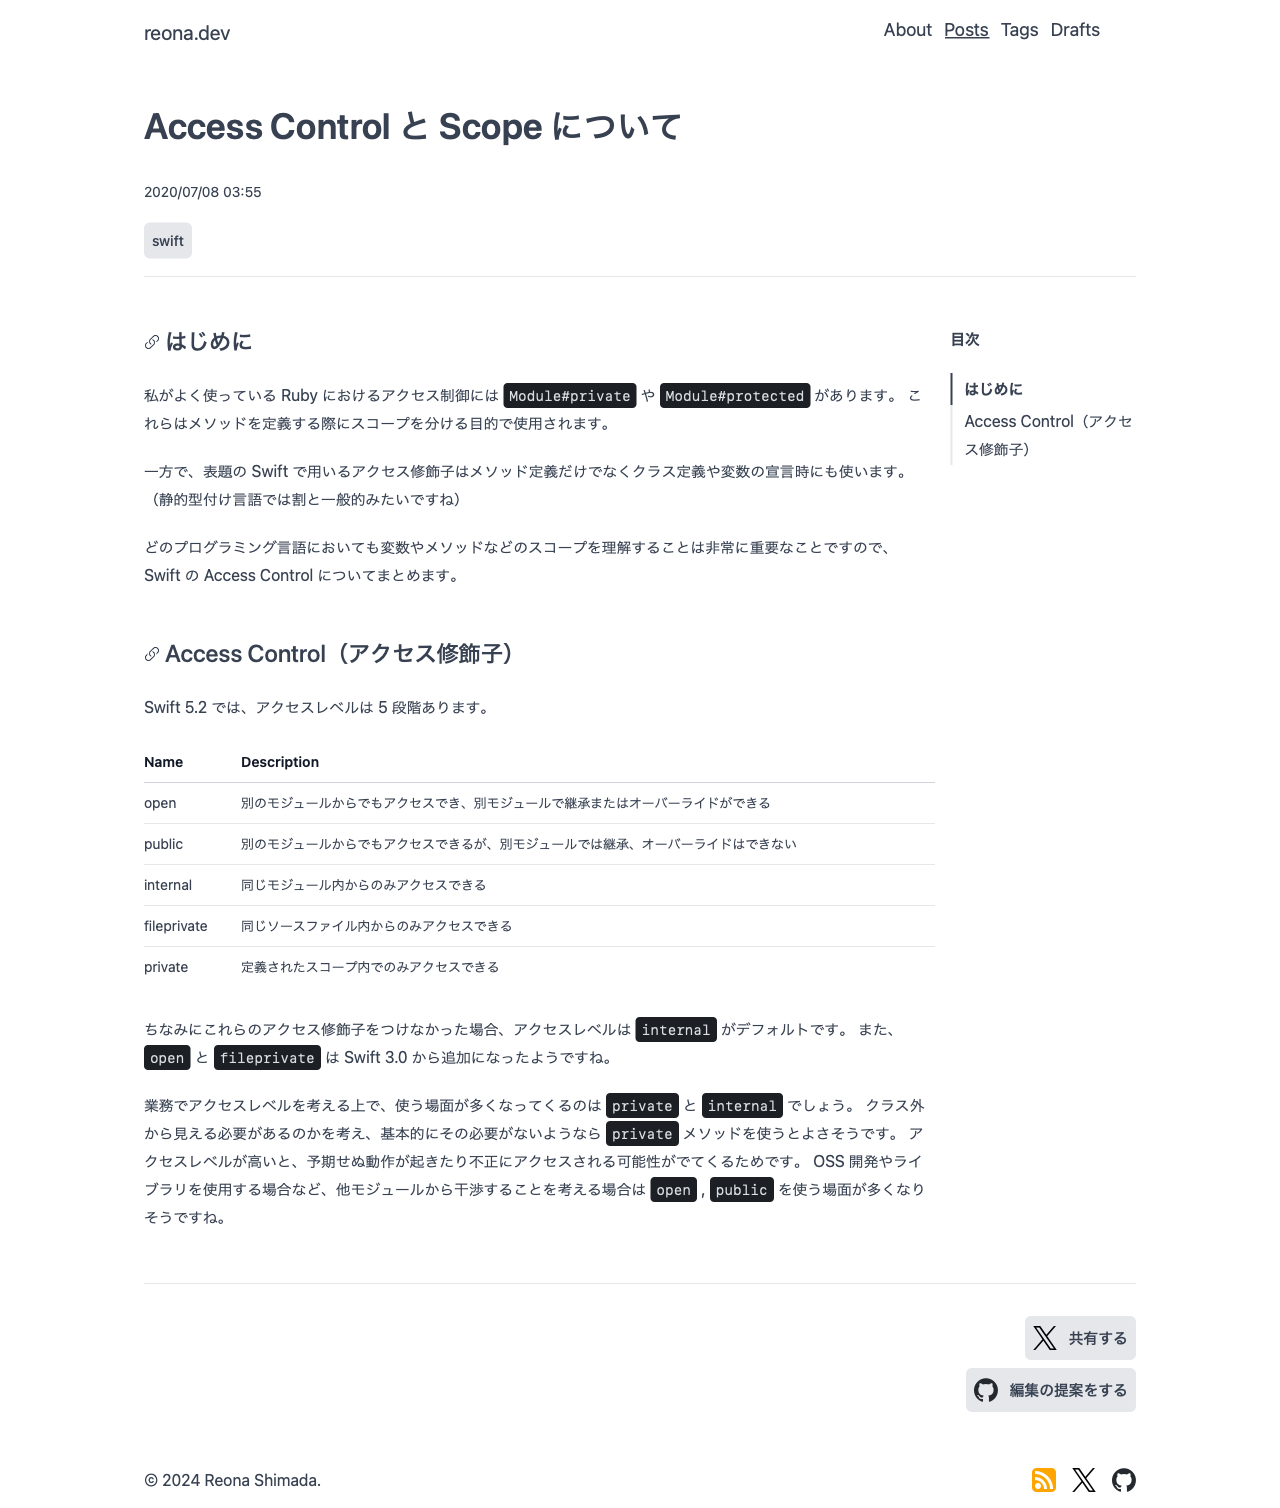 reona.dev
About Posts Tags Drafts
Access Control と Scope について
2020/07/08 03:55
swift
はじめに
私がよく使っている Ruby におけるアクセス制御には Module#private や Module#protected があります。 こ
れらはメソッドを定義する際にスコープを分ける目的で使用されます。
一方で、表題の Swift で用いるアクセス修飾子はメソッド定義だけでなくクラス定義や変数の宣言時にも使います。
（静的型付け言語では割と一般的みたいですね）
どのプログラミング言語においても変数やメソッドなどのスコープを理解することは非常に重要なことですので、
Swift の Access Control についてまとめます。
目次
はじめに
Access Control（アクセ
ス修飾子）
Access Control（アクセス修飾子）
Swift 5.2 では、アクセスレベルは 5 段階あります。
Name Description
open 別のモジュールからでもアクセスでき、別モジュールで継承またはオーバーライドができる
public 別のモジュールからでもアクセスできるが、別モジュールでは継承、オーバーライドはできない
internal 同じモジュール内からのみアクセスできる
fileprivate 同じソースファイル内からのみアクセスできる
private 定義されたスコープ内でのみアクセスできる
ちなみにこれらのアクセス修飾子をつけなかった場合、アクセスレベルは internal がデフォルトです。 また、
open と fileprivate は Swift 3.0 から追加になったようですね。
業務でアクセスレベルを考える上で、使う場面が多くなってくるのは private と internal でしょう。 クラス外
から見える必要があるのかを考え、基本的にその必要がないようなら private メソッドを使うとよさそうです。 ア
クセスレベルが高いと、予期せぬ動作が起きたり不正にアクセスされる可能性がでてくるためです。 OSS 開発やライ
ブラリを使用する場合など、他モジュールから干渉することを考える場合は open , public を使う場面が多くなり
そうですね。
共有する
編集の提案をする
© 2024 Reona Shimada.